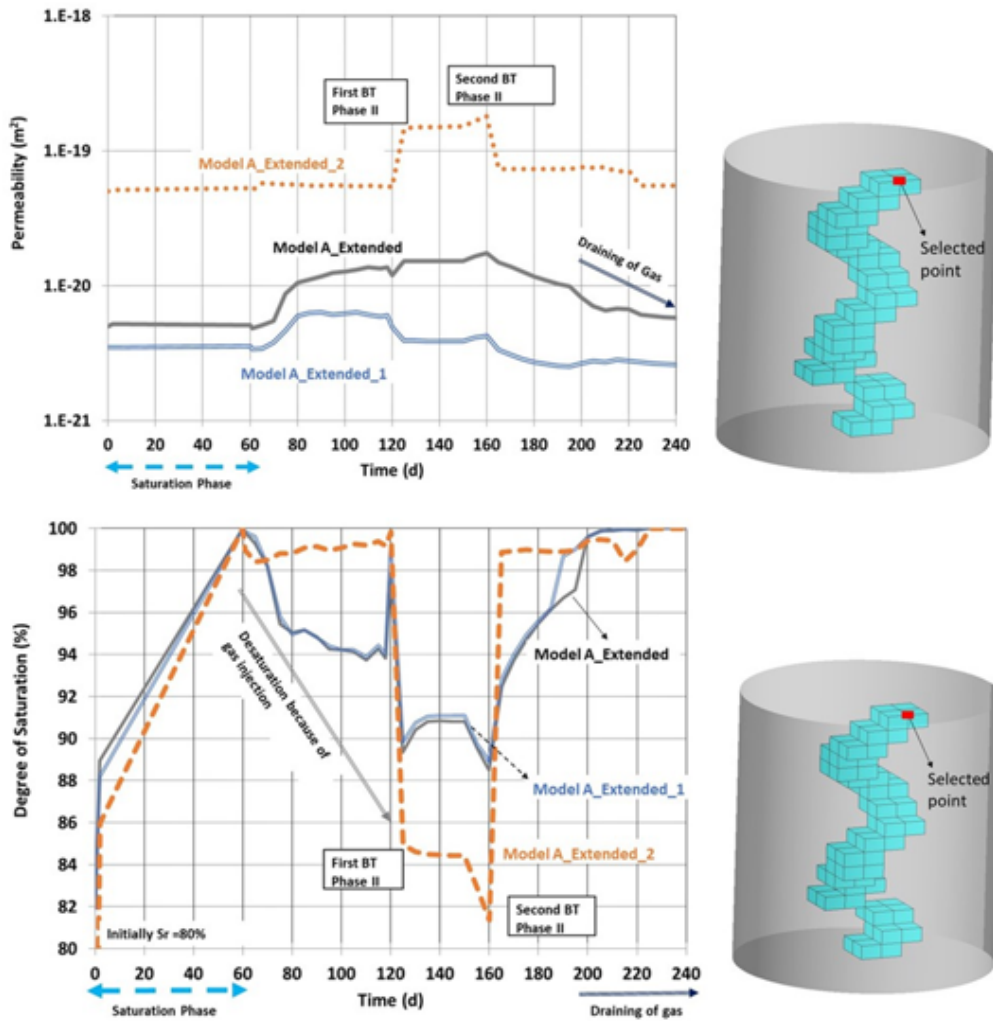 1.E-18
1.E-19
1.E-20
1.E-21
Permeability (m²)
First BT
Phase II
Second BT
Phase II
Model A_Extended_2
Model A_Extended
Model A_Extended_1
Draining of Gas
0 20 40 60 80 100 120 140 160 180 200 220 240
Time (d)
Saturation Phase
Selected
point
100
98
96
94
92
90
88
86
84
82
80
Degree of Saturation (%)
Desaturation because of
gas injection
Model A_Extended
Model A_Extended_1
Model A_Extended_2
First BT
Phase II
Second BT
Phase II
Initially Sr =80%
0 20 40 60 80 100 120 140 160 180 200 220 240
Time (d)
Saturation Phase
Draining of gas
Selected
point